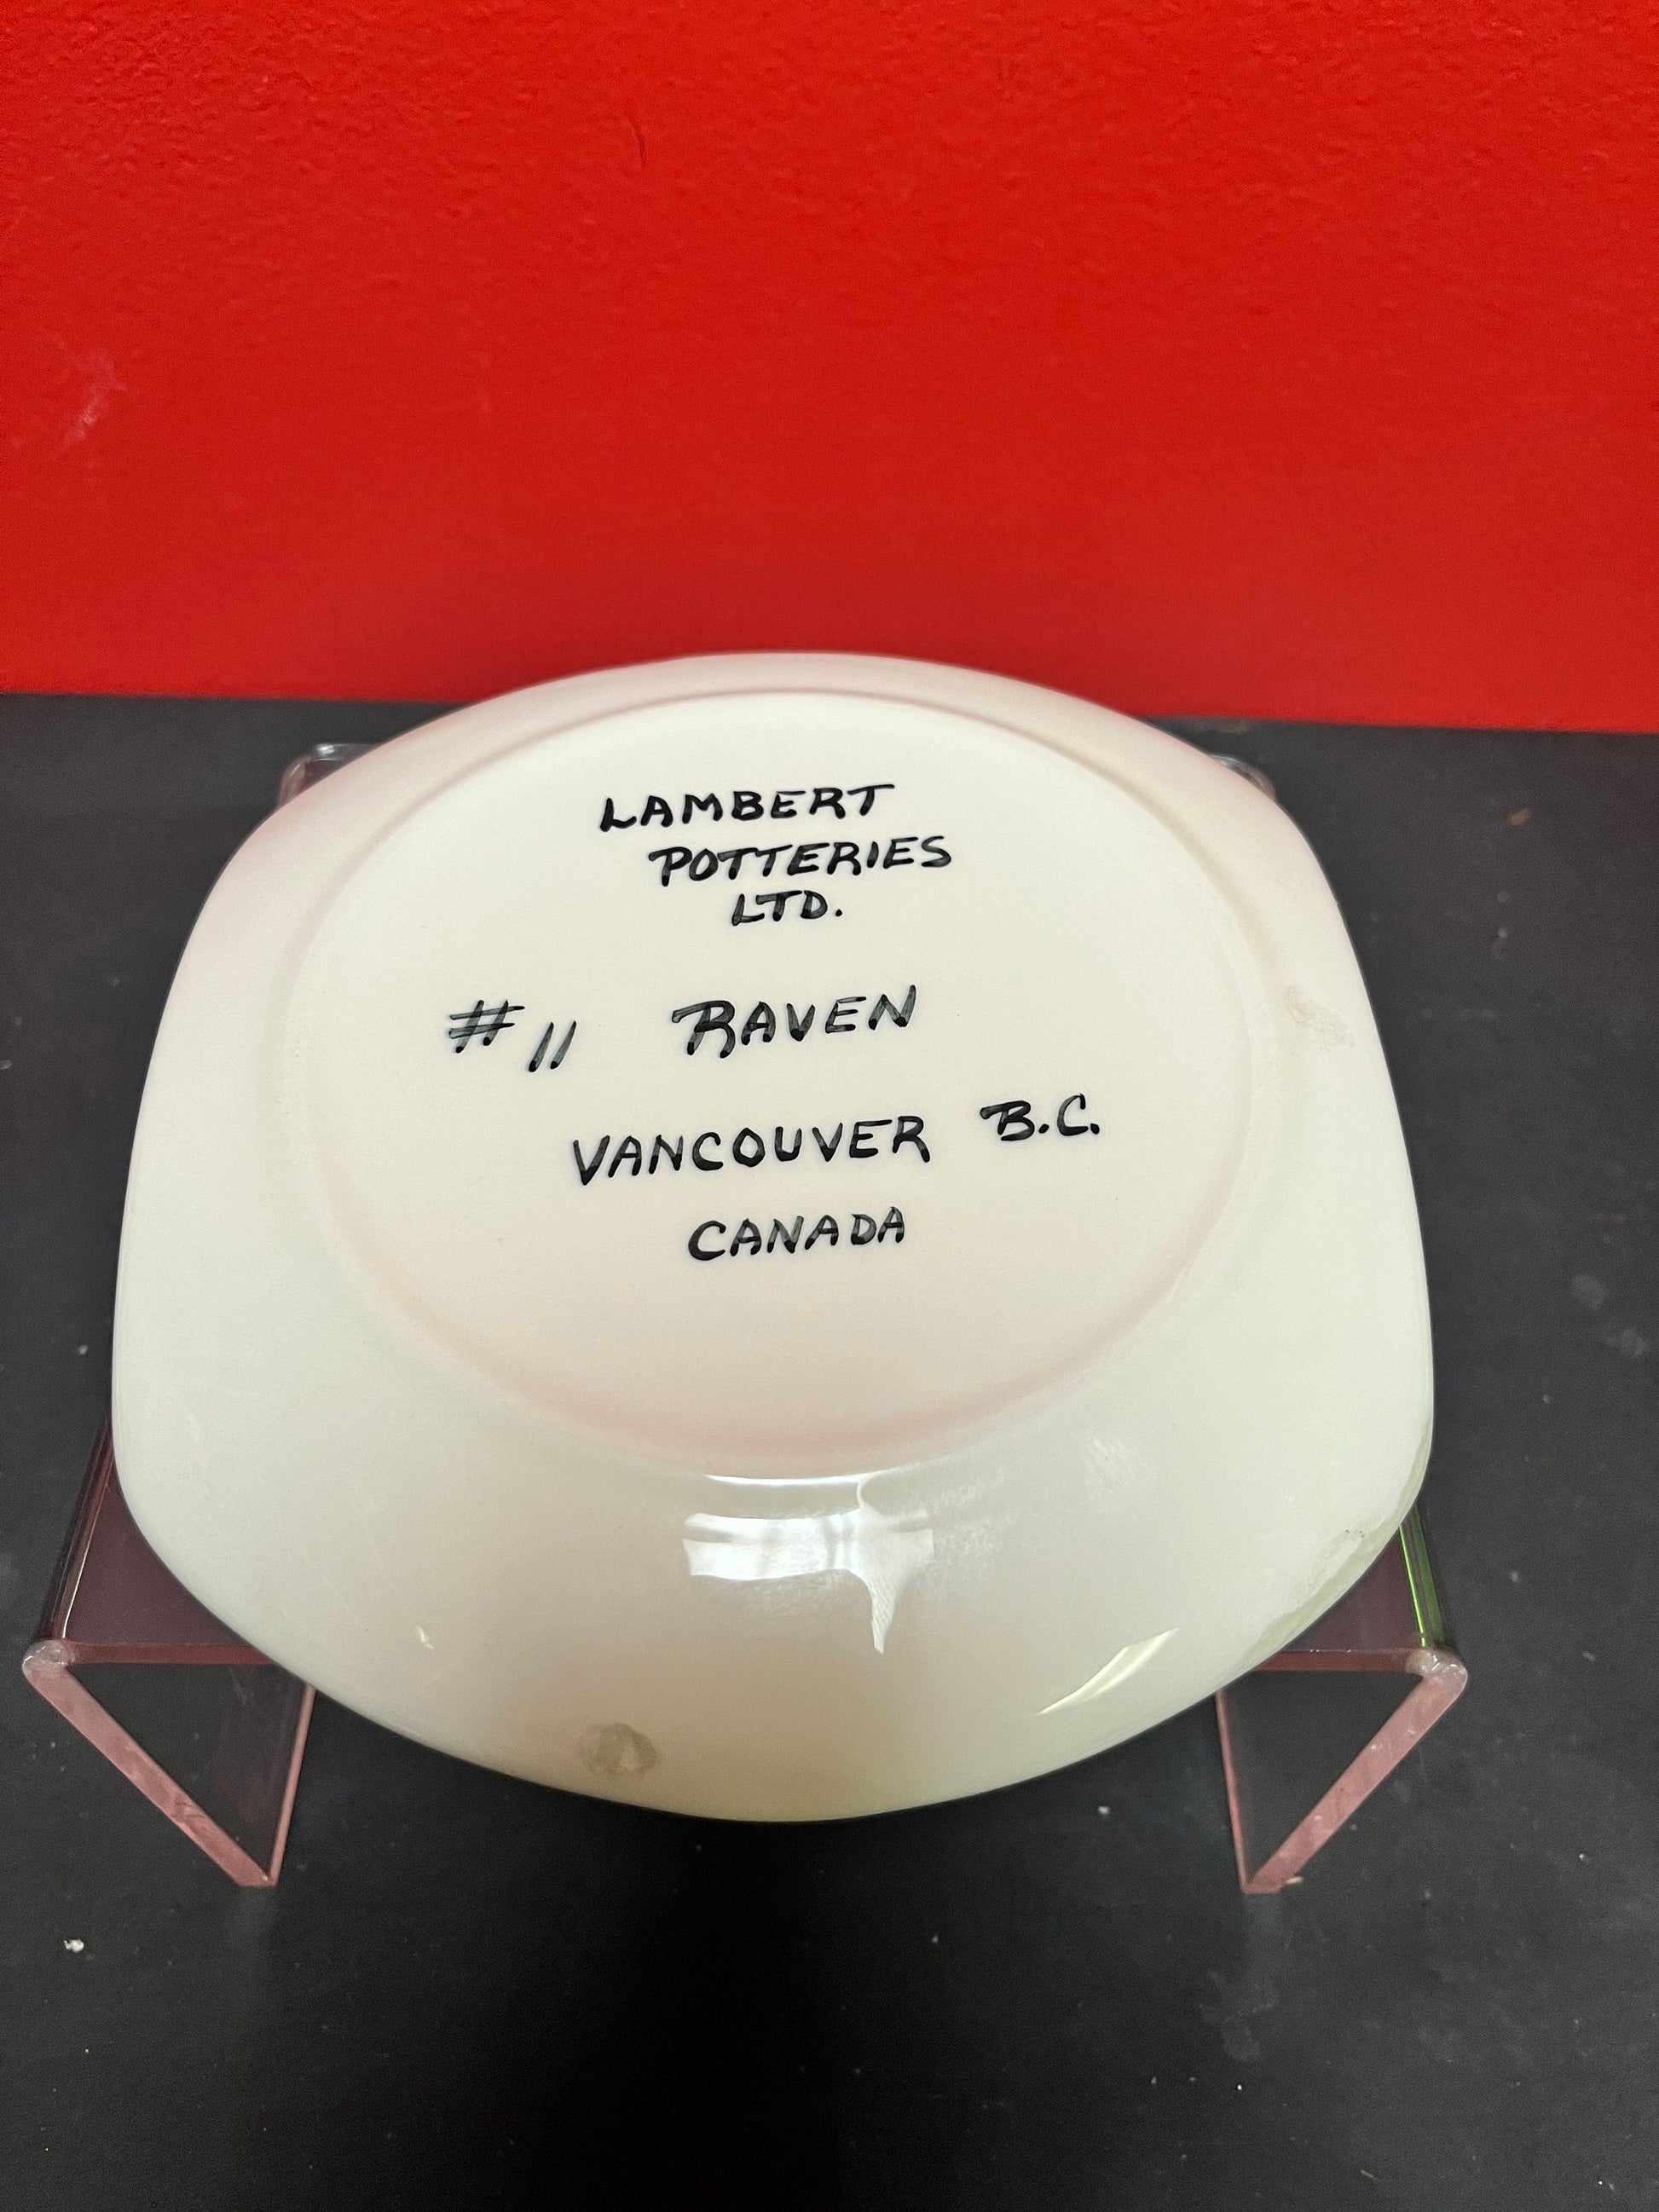 LAMBERT
POTTERIES
LTD.
#11 RAVEN
VANCOUVER B.C.
CANADA